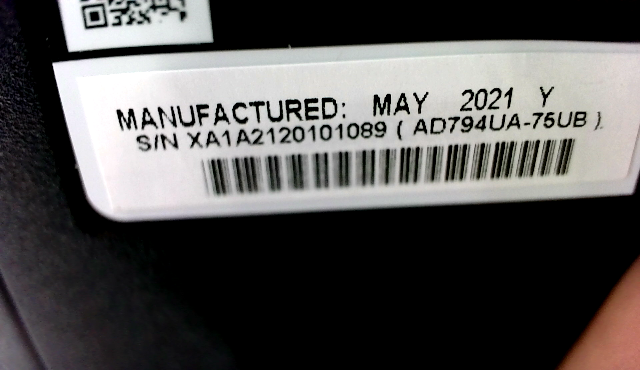 MANUFACTURED: MAY 2021 Y
S/N XA1A2120101089 ( AD794UA-75UB )